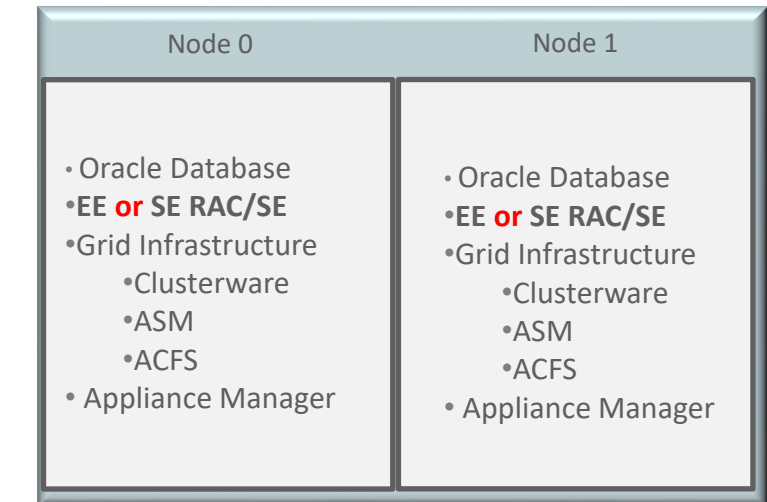 Node 0
• Oracle Database
•EE or SE RAC/SE
•Grid Infrastructure
•Clusterware
•ASM
•ACFS
• Appliance Manager
Node 1
• Oracle Database
•EE or SE RAC/SE
•Grid Infrastructure
•Clusterware
•ASM
•ACFS
• Appliance Manager